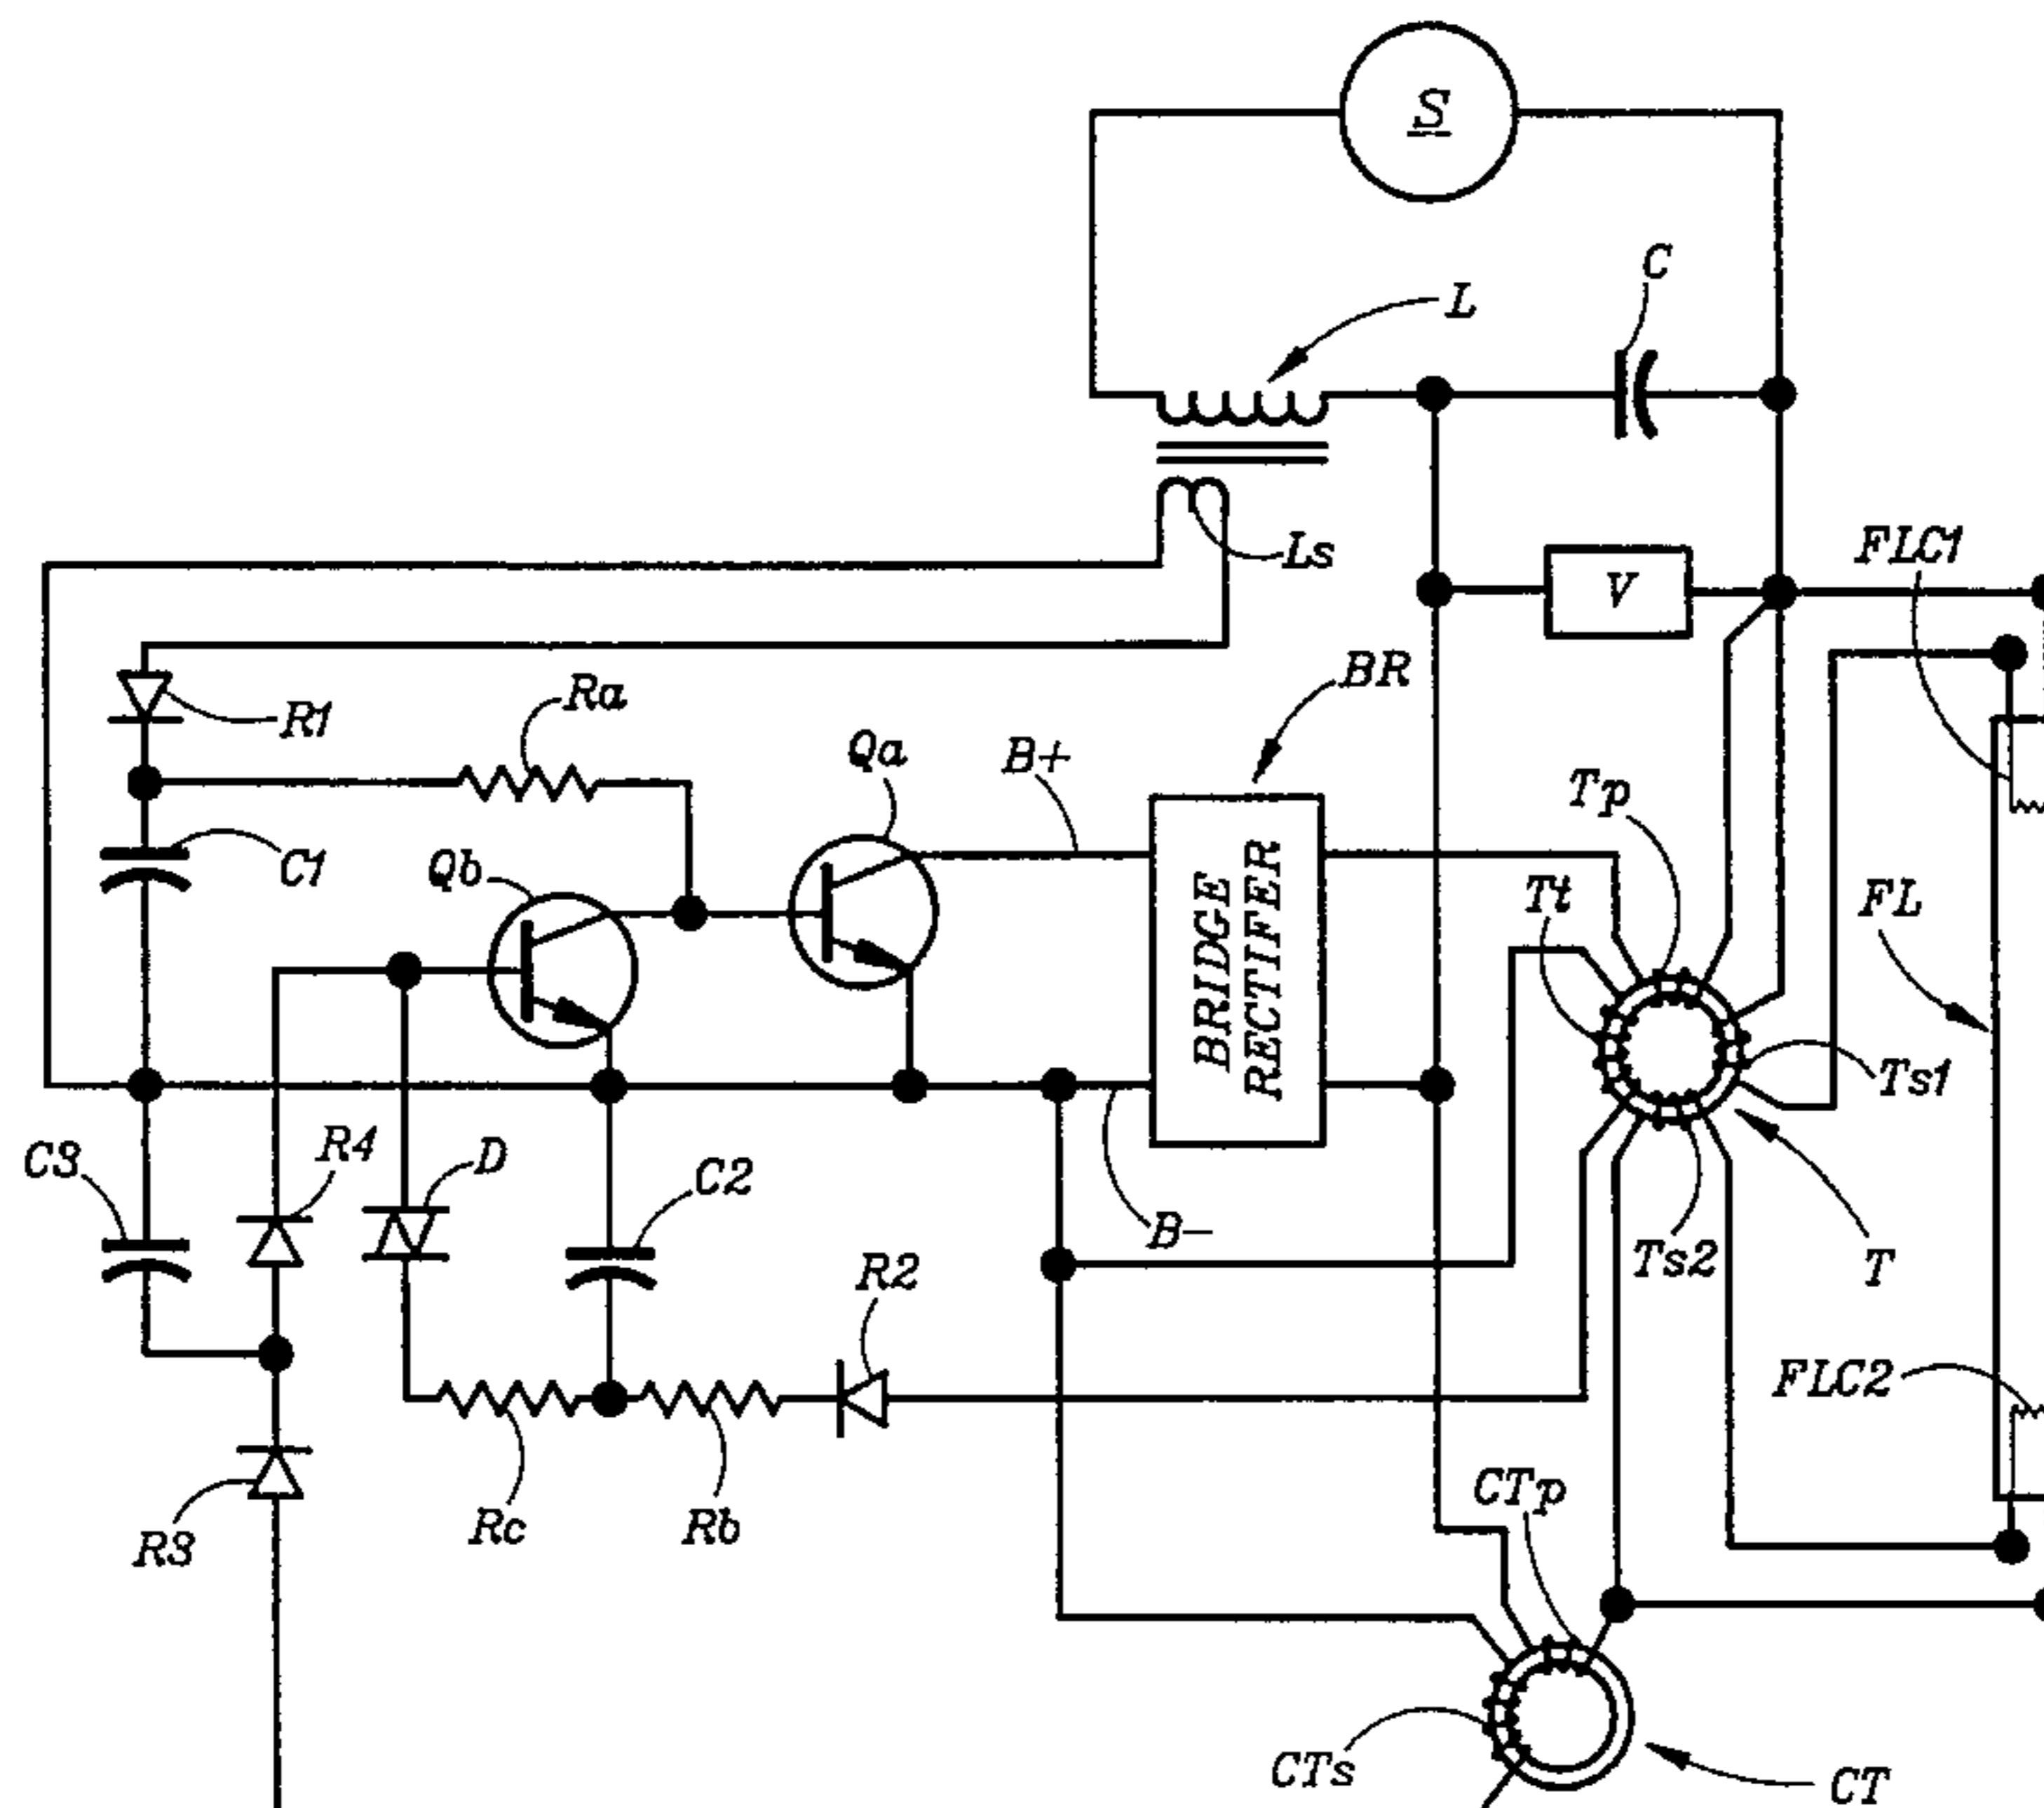 S
C
L
Ls
FLC1
V
BR
R1
Ra
Qa
B+
Tp
C1
Qb
Tt
FL
BRIDGE
RECTIFIER
Ts1
C3
R4
D
C2
B−
R2
Ts2
T
FLC2
CTp
R3
Rc
Rb
CTs
CT